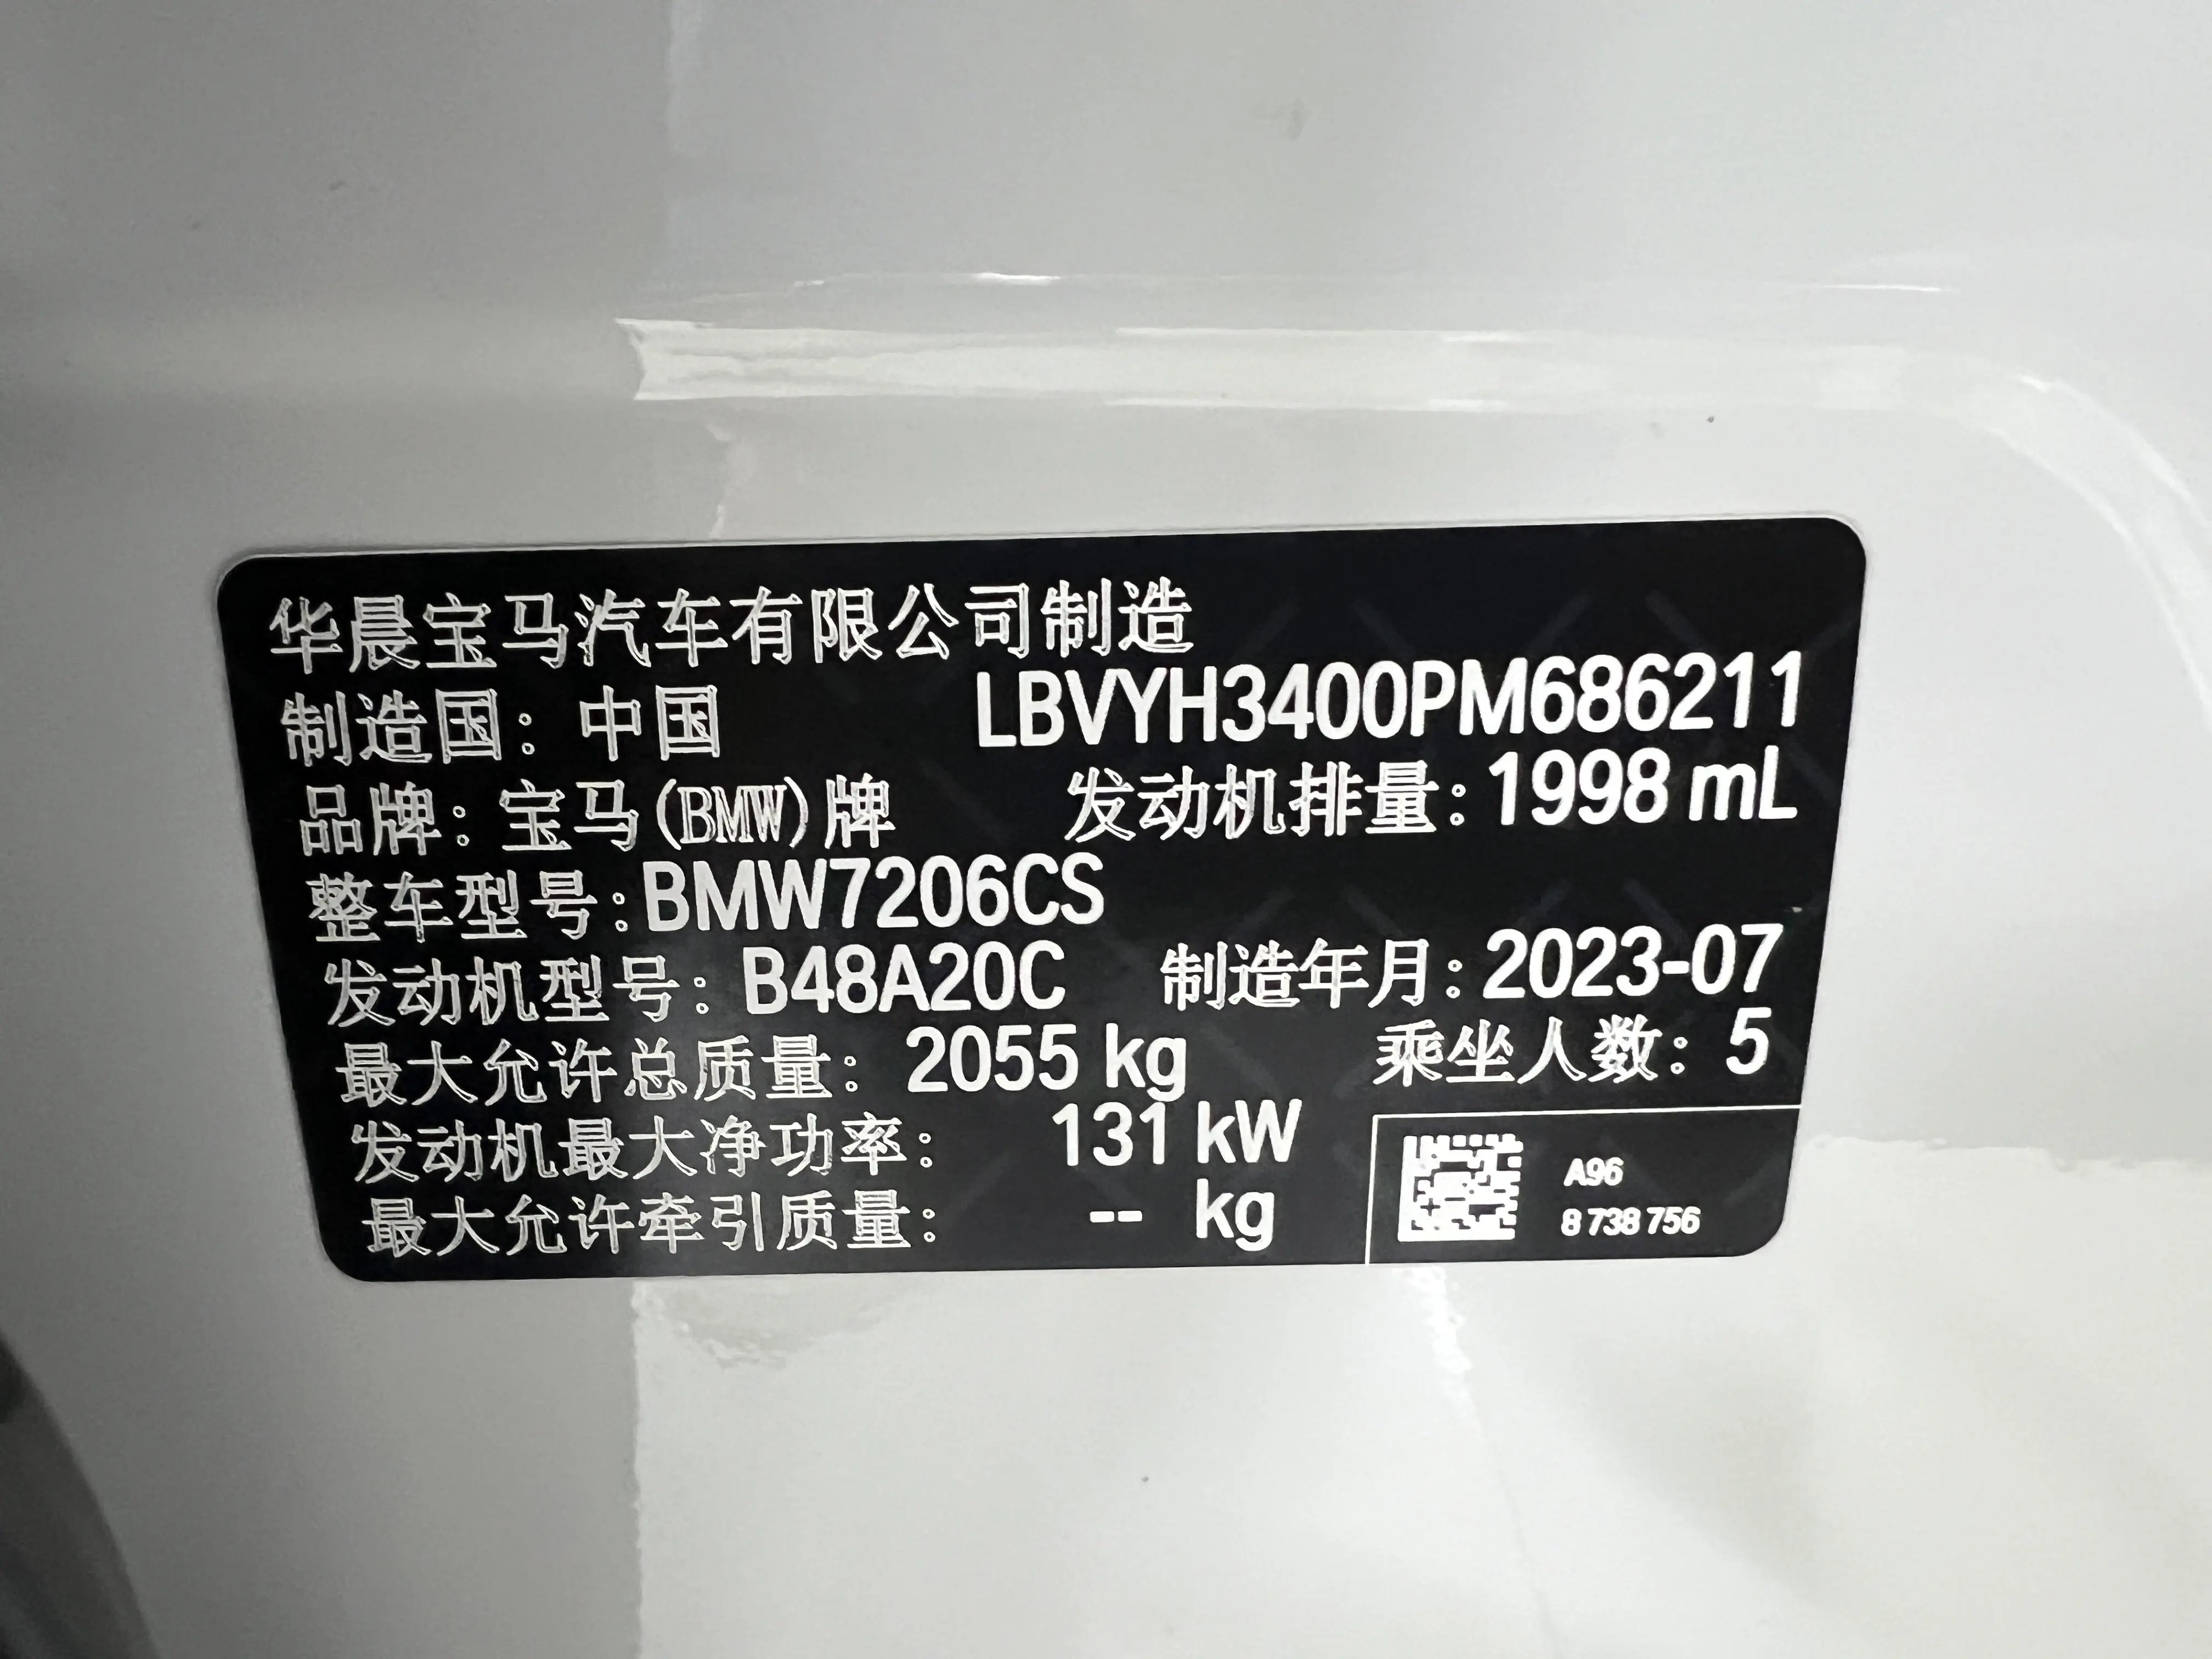 华晨宝马汽车有限公司制造
制造国：中国 LBVYH3400PM686211
品牌：宝马(BMW)牌 发动机排量：1998 mL
整车型号：BMW7206CS
发动机型号：B48A20C 制造年月：2023-07
最大允许总质量：2055 kg 乘坐人数：5
发动机最大净功率：131 kW
最大允许牵引质量：-- kg
A96
8 738 756